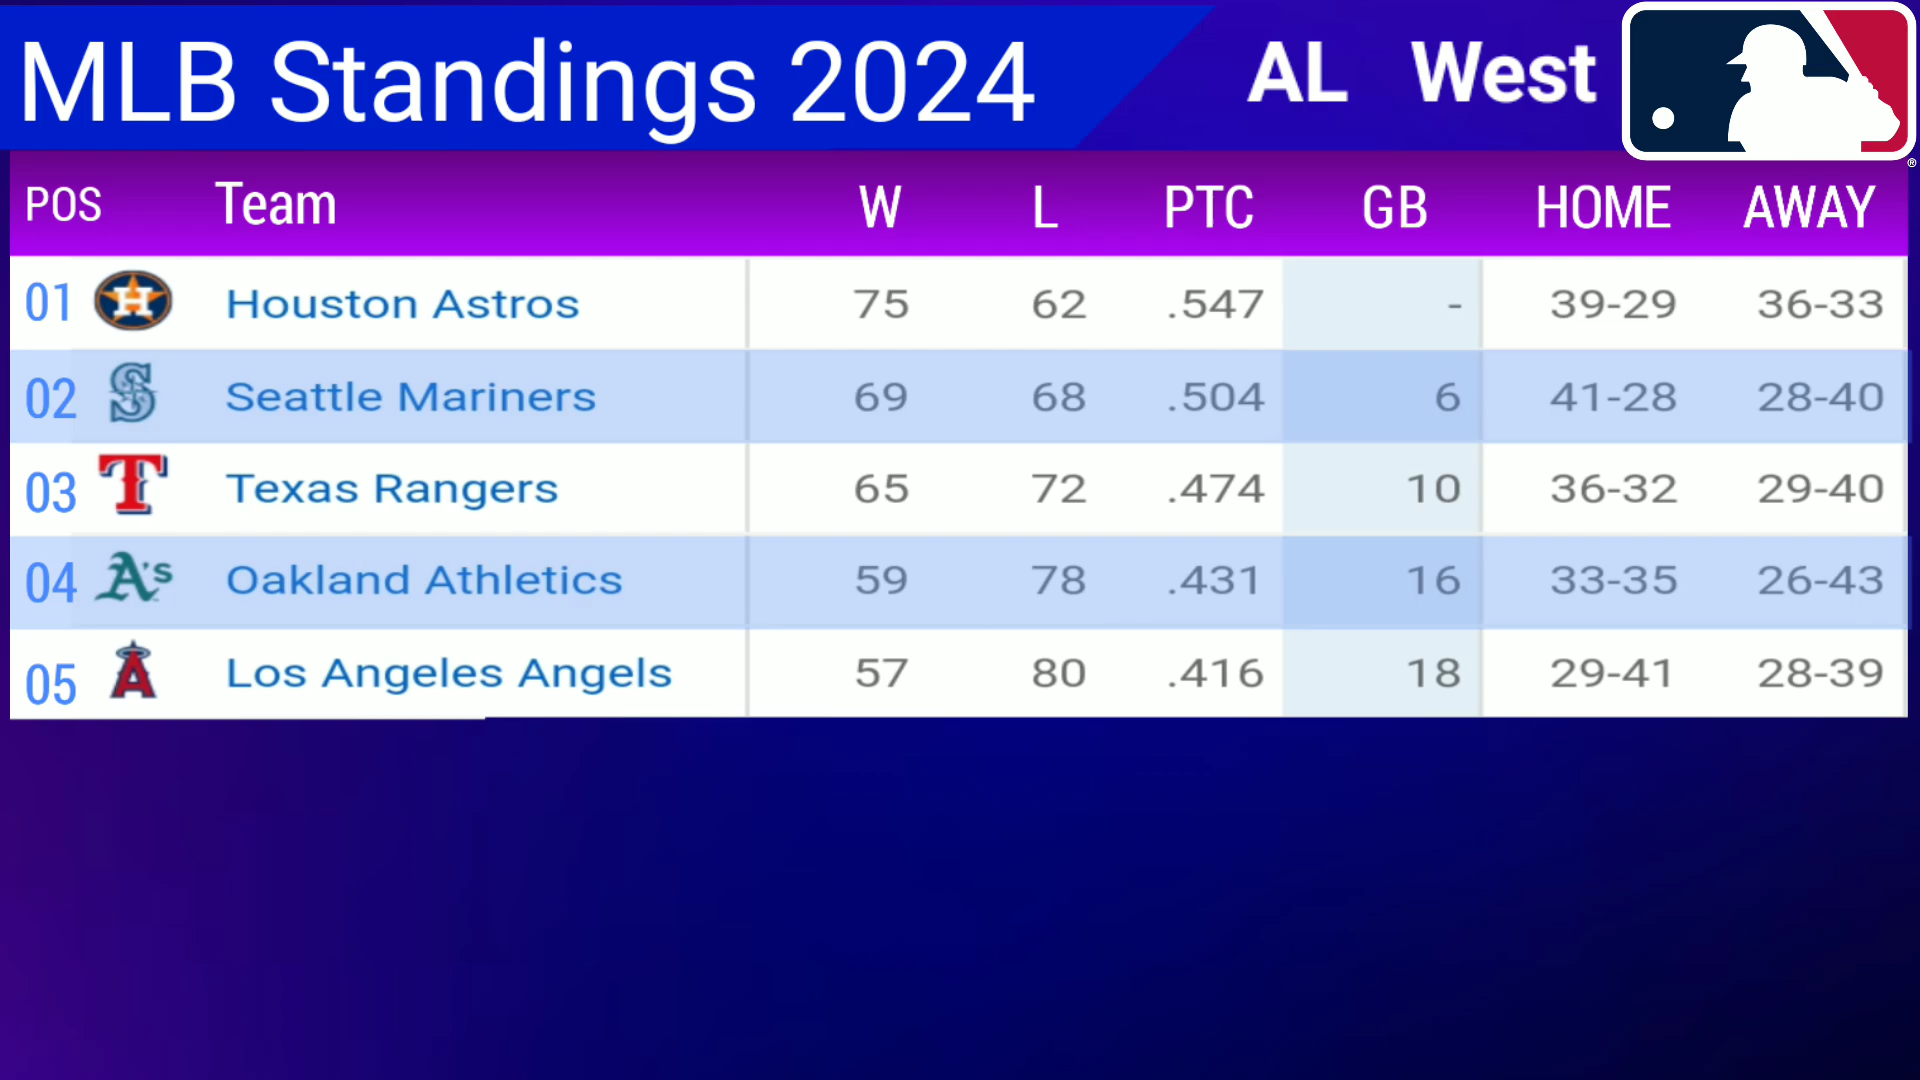 MLB Standings 2024 AL West
®
POS Team W L PTC GB HOME AWAY
01 H Houston Astros 75 62 .547 - 39-29 36-33
02 S Seattle Mariners 69 68 .504 6 41-28 28-40
03 T Texas Rangers 65 72 .474 10 36-32 29-40
04 A's Oakland Athletics 59 78 .431 16 33-35 26-43
05 A Los Angeles Angels 57 80 .416 18 29-41 28-39